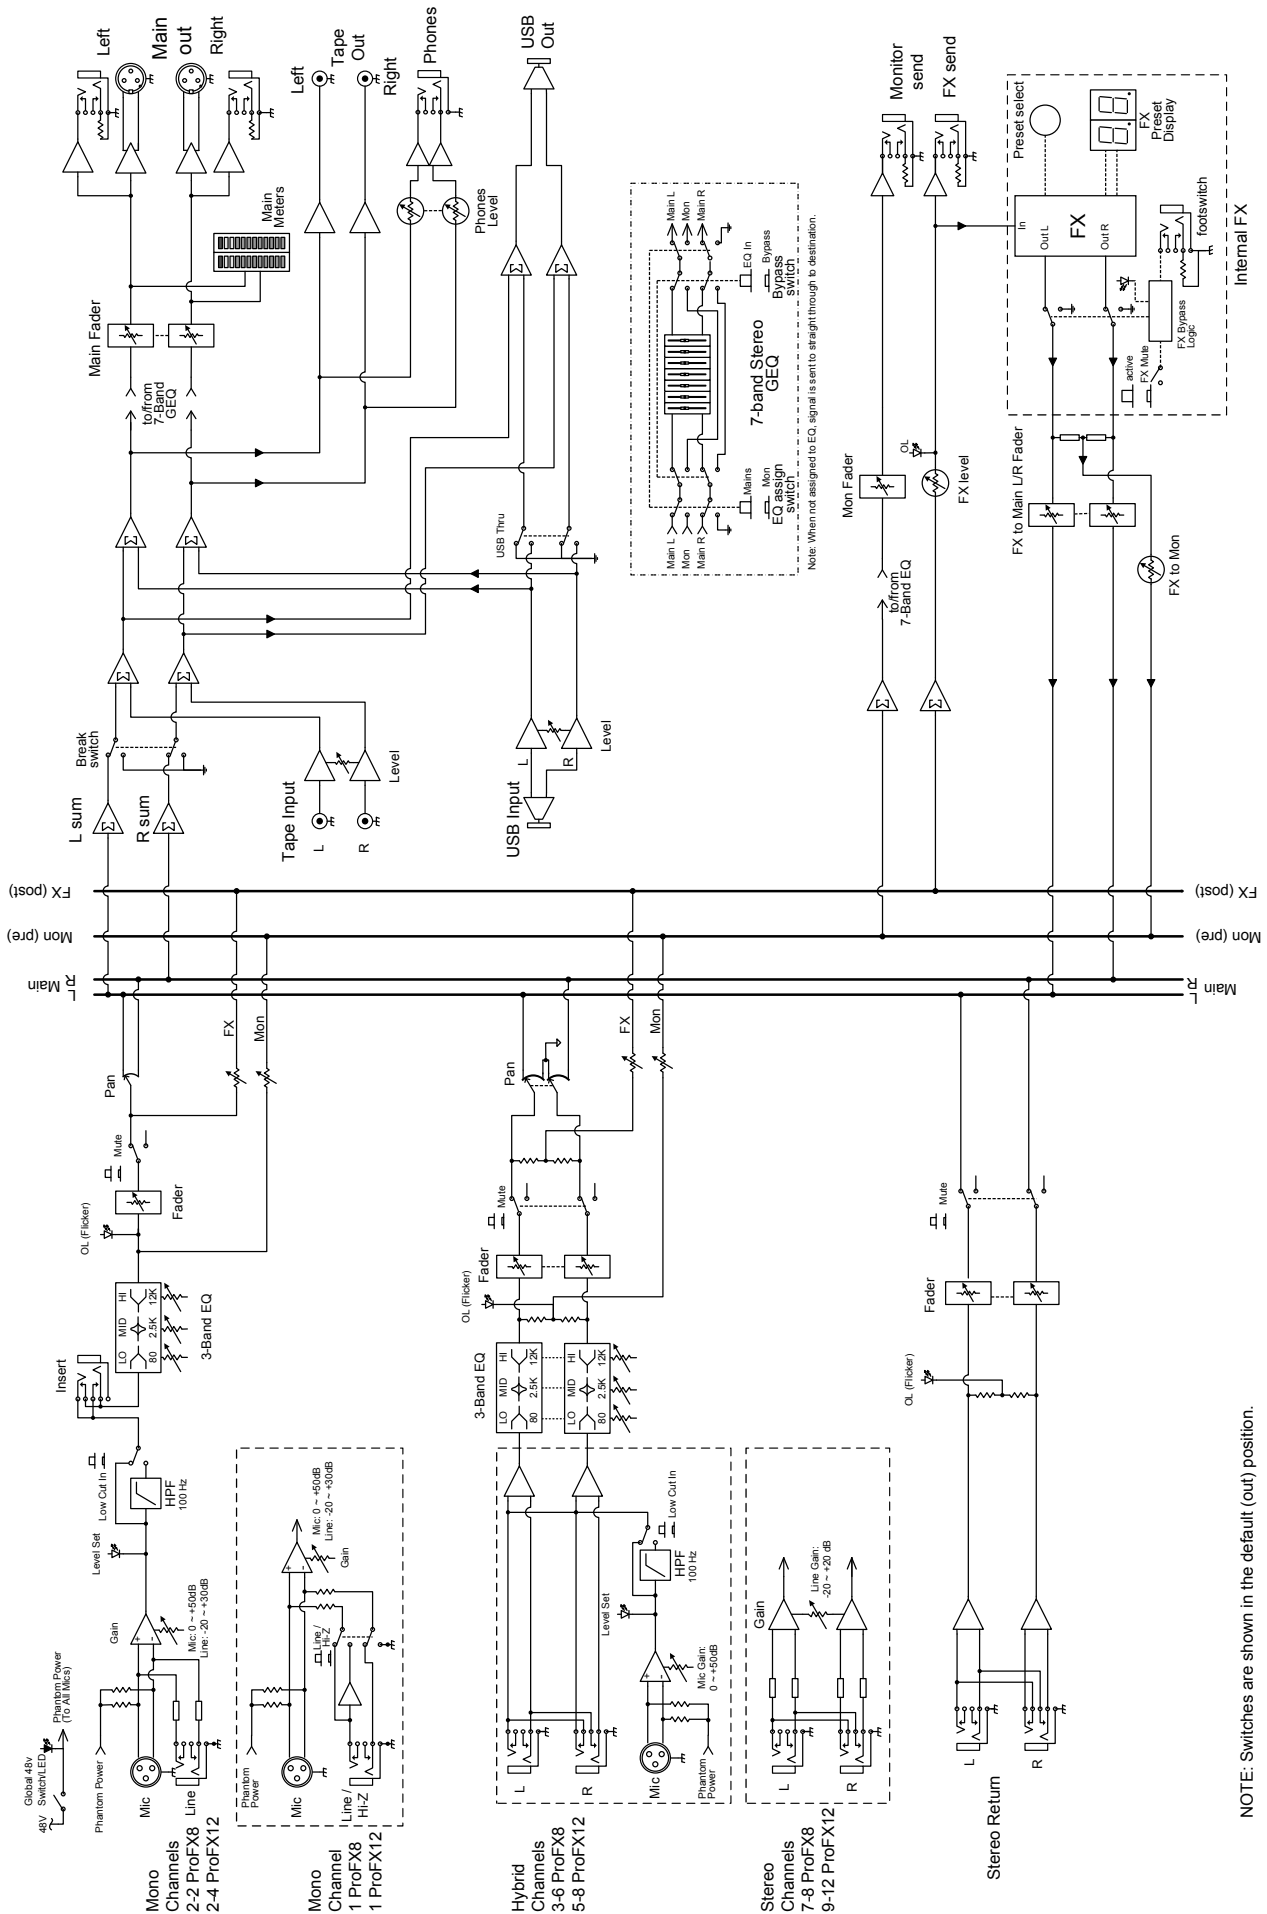 Left
Main
out
Right
Left
Tape
Out
Right
Phones
USB
Out
Main
Meters
Phones
Level
Main Fader
to/from
7-Band
GEQ
Σ
Σ
Σ
Σ
USB Thru
Σ
Σ
Break
switch
L sum
R sum
Σ
Σ
Tape Input
L
R
Level
USB Input
L
R
Level
Main L
Mon
Main R
EQ In
Bypass
Bypass
switch
7-band Stereo
GEQ
Mains
Mon
EQ assign
switch
Main L
Mon
Main R
Note: When not assigned to EQ, signal is sent to straight through to destination.
Monitor
send
FX send
Mon Fader
OL
FX level
to/from
7-Band EQ
Σ
Σ
Preset select
FX
Preset
Display
In
Out L
FX
Out R
footswitch
FX Bypass
Logic
active
FX Mute
Internal FX
FX to Main L/R Fader
FX to Mon
FX (post)
Mon (pre)
R
L
Main
FX (post)
Mon (pre)
R
L
Main
Pan
FX
Mon
Mute
Fader
OL (Flicker)
LO
MID
HI
80
2.5K
12K
3-Band EQ
Insert
Low Cut In
HPF
100 Hz
Level Set
Gain
+
-
Mic: 0 ~ +50dB
Line: -20 ~ +30dB
Global 48v
Switch/LED
48V
Phantom Power
(To All Mics)
Phantom Power
Mic
Line
Mono
Channels
2-2 ProFX8
2-4 ProFX12
Mic: 0 ~ +50dB
Line: -20 ~ +30dB
Gain
+
-
Line /
Hi-Z
Phantom
Power
Mic
Line /
Hi-Z
Mono
Channel
1 ProFX8
1 ProFX12
Pan
FX
Mon
Mute
Fader
OL (Flicker)
3-Band EQ
LO
MID
HI
80
2.5K
12K
LO
MID
HI
80
2.5K
12K
Low Cut In
HPF
100 Hz
Level Set
+
-
Mic Gain:
0 ~ +50dB
L
R
Mic
Phantom
Power
Hybrid
Channels
3-6 ProFX8
5-8 ProFX12
Gain
Line Gain:
-20 ~ +20 dB
L
R
Stereo
Channels
7-8 ProFX8
9-12 ProFX12
Mute
Fader
OL (Flicker)
L
R
Stereo Return
NOTE: Switches are shown in the default (out) position.